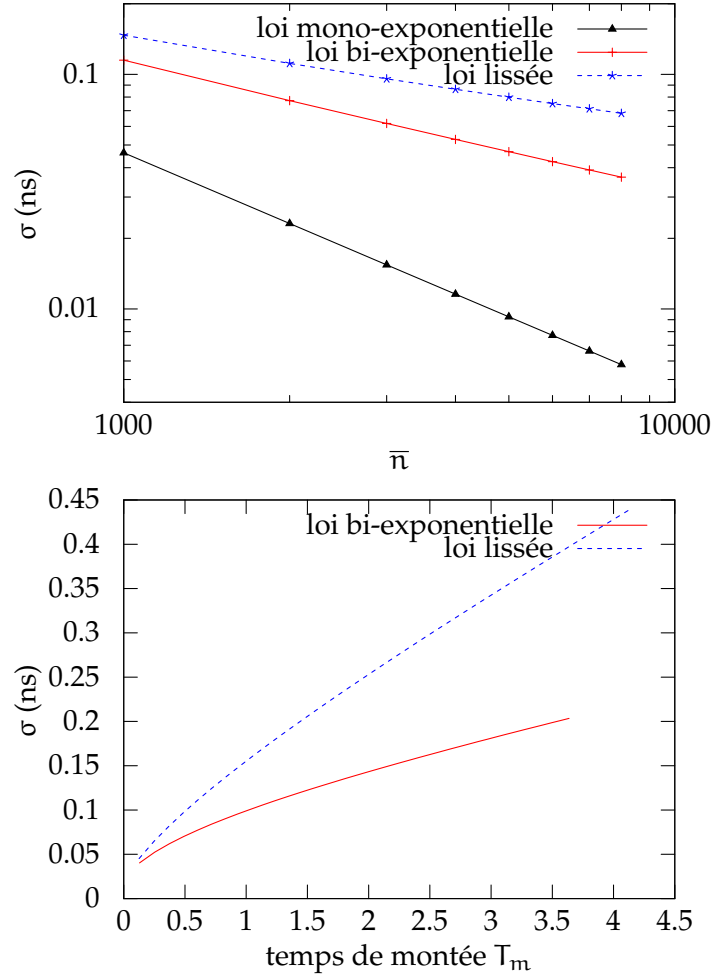 loi mono-exponentielle
loi bi-exponentielle
loi lissée
0.1
0.01
σ (ns)
1000
10000
n̅
0.45
0.4
0.35
0.3
0.25
0.2
0.15
0.1
0.05
0
σ (ns)
loi bi-exponentielle
loi lissée
0 0.5 1 1.5 2 2.5 3 3.5 4 4.5
temps de montée Tₘ